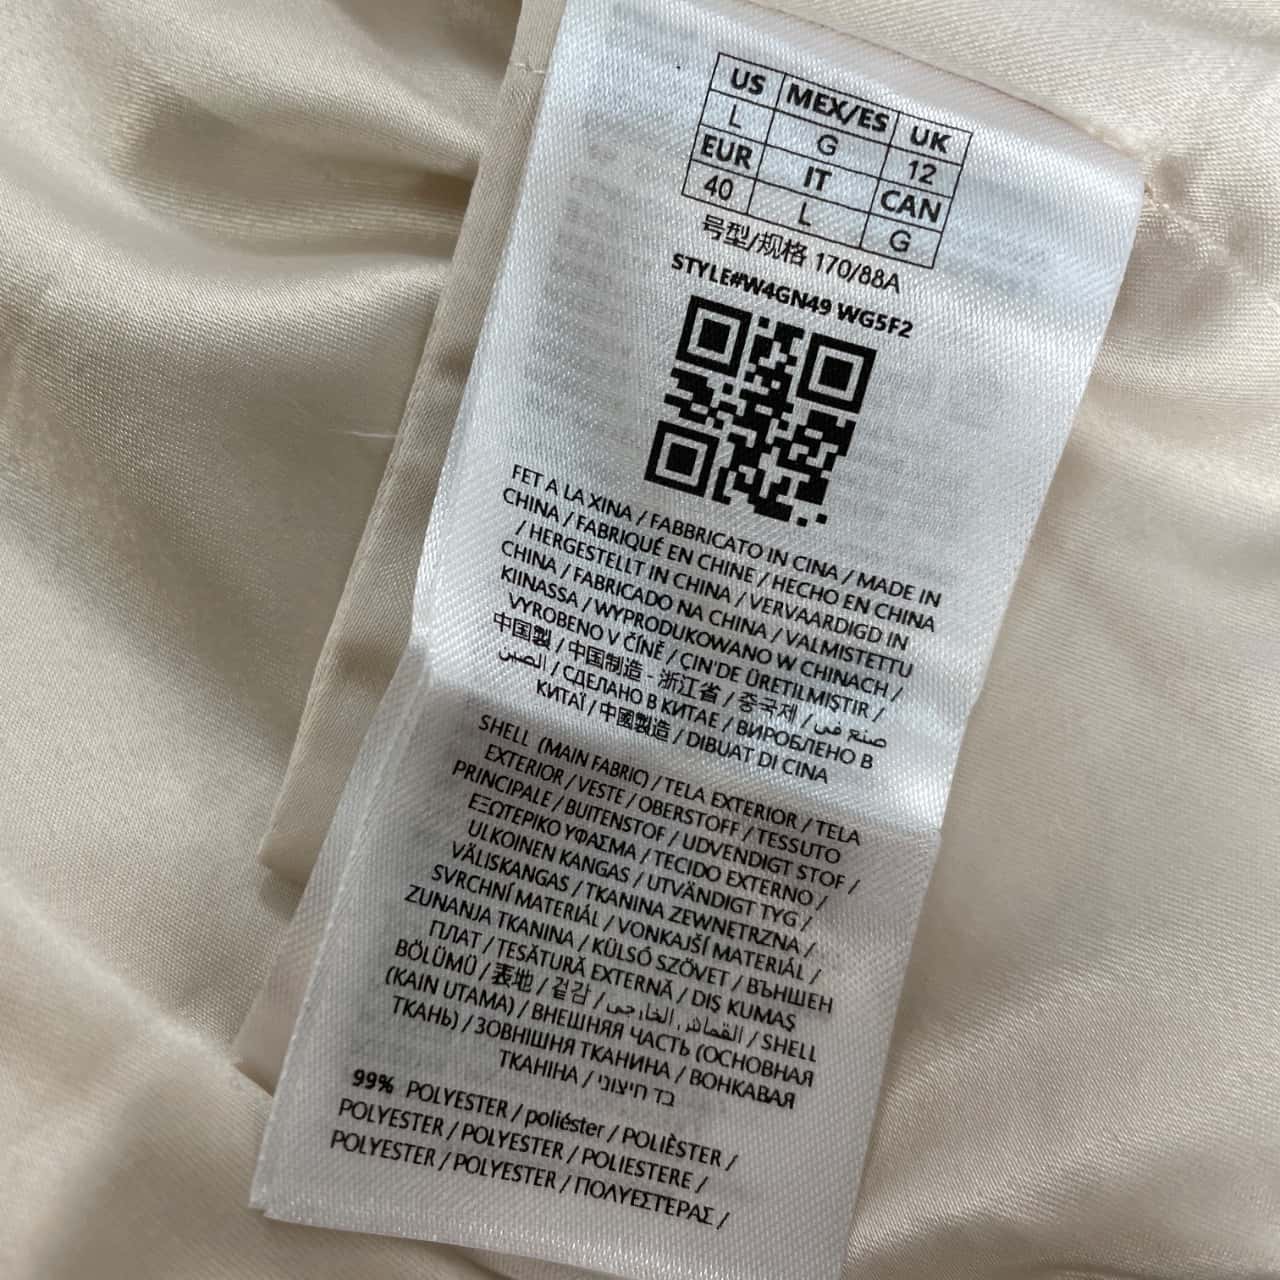 US MEX/ES UK
L G 12
EUR IT CAN
40 L G
号型/规格 170/88A
STYLE#W4GN49 WG5F2
FET A LA XINA / FABBRICATO IN CINA / MADE IN
CHINA / FABRIQUÉ EN CHINE / HECHO EN CHINA
/ HERGESTELLT IN CHINA / VERVAARDIGD IN
CHINA / FABRICADO NA CHINA / VALMISTETTU
KIINASSA / WYPRODUKOWANO W CHINACH /
VYROBENO V ČÍNĚ / ÇIN'DE ÜRETILMIŞTIR /
中国製 / 中国制造 - 浙江省 / 중국제 / صنع في
الصين / СДЕЛАНО В КИТАЕ / ВИРОБЛЕНО В
КИТАЇ / 中國製造 / DIBUAT DI CINA
SHELL (MAIN FABRIC) / TELA EXTERIOR / TELA
EXTERIOR / VESTE / OBERSTOFF / TESSUTO
PRINCIPALE / BUITENSTOF / UDVENDIGT STOF /
ΕΞΩΤΕΡΙΚΟ ΥΦΑΣΜΑ / TECIDO EXTERNO /
ULKOINEN KANGAS / UTVÄNDIGT TYG /
VÄLISKANGAS / TKANINA ZEWNETRZNA /
SVRCHNÍ MATERIÁL / VONKAJŠÍ MATERIÁL /
ZUNANJA TKANINA / KÜLSŐ SZÖVET / ВЪНШЕН
ПЛАТ / ȚESĂTURĂ EXTERNĂ / DIŞ KUMAŞ
BÖLÜMÜ / 表地 / 겉감 / القماش الخارجي / SHELL
(KAIN UTAMA) / ВНЕШНЯЯ ЧАСТЬ (ОСНОВНАЯ
ТКАНЬ) / ЗОВНІШНЯ ТКАНИНА / ВОНКАВАЯ
ТКАНІНА / בד חיצוני
99% POLYESTER / poliéster / POLIÈSTER /
POLYESTER / POLYESTER / POLIESTERE /
POLYESTER / POLYESTER / ΠΟΛΥΕΣΤΕΡΑΣ /